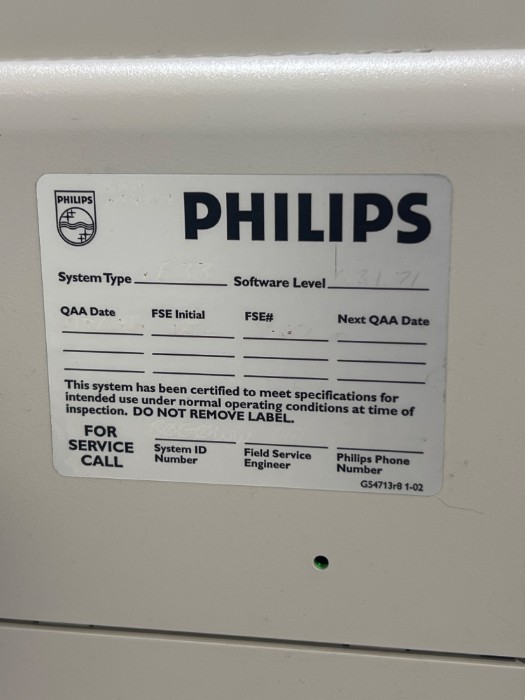 PHILIPS
PHILIPS
System Type Software Level
QAA Date FSE Initial FSE# Next QAA Date
This system has been certified to meet specifications for
intended use under normal operating conditions at time of
inspection. DO NOT REMOVE LABEL.
FOR
SERVICE
CALL
System ID
Number
Field Service
Engineer
Philips Phone
Number
GS4713r8 1-02